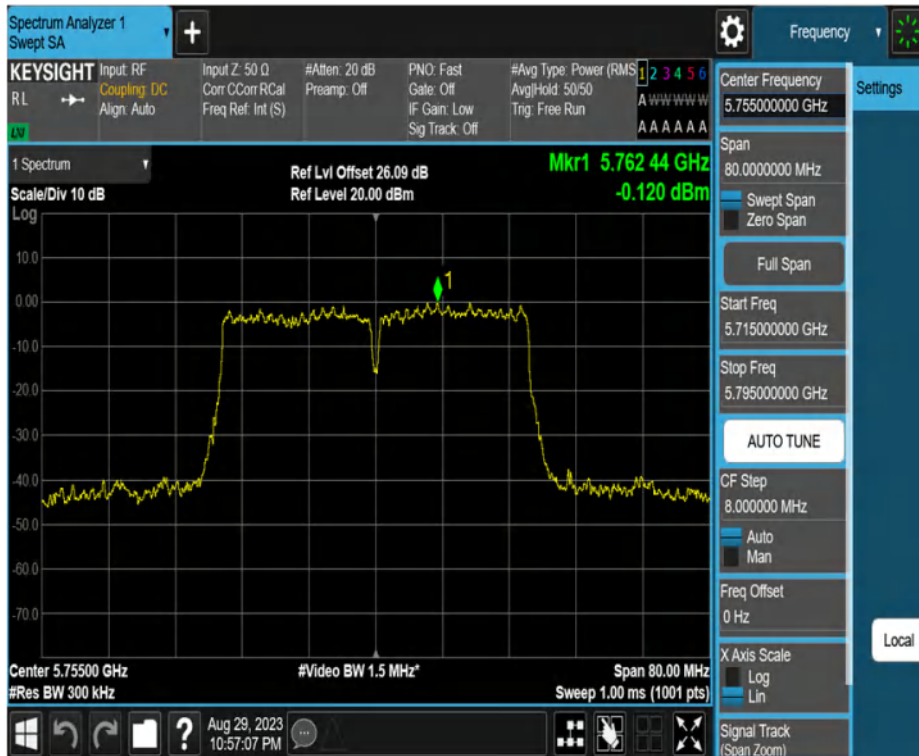 Spectrum Analyzer 1
Swept SA
Frequency
KEYSIGHT
RL
LXI
Input: RF
Coupling: DC
Align: Auto
Input Z: 50 Ω
Corr CCorr RCal
Freq Ref: Int (S)
#Atten: 20 dB
Preamp: Off
PNO: Fast
Gate: Off
IF Gain: Low
Sig Track: Off
#Avg Type: Power (RMS
Avg|Hold: 50/50
Trig: Free Run
1 2 3 4 5 6
A W W W W W
A A A A A A
1 Spectrum
Scale/Div 10 dB
Log
Ref Lvl Offset 26.09 dB
Ref Level 20.00 dBm
Mkr1 5.762 44 GHz
-0.120 dBm
10.0
0.00
-10.0
-20.0
-30.0
-40.0
-50.0
-60.0
-70.0
1
Center 5.75500 GHz
#Res BW 300 kHz
#Video BW 1.5 MHz*
Span 80.00 MHz
Sweep 1.00 ms (1001 pts)
?
Aug 29, 2023
10:57:07 PM
Center Frequency
5.755000000 GHz
Span
80.0000000 MHz
Swept Span
Zero Span
Full Span
Start Freq
5.715000000 GHz
Stop Freq
5.795000000 GHz
AUTO TUNE
CF Step
8.000000 MHz
Auto
Man
Freq Offset
0 Hz
X Axis Scale
Log
Lin
Signal Track
(Span Zoom)
Settings
Local